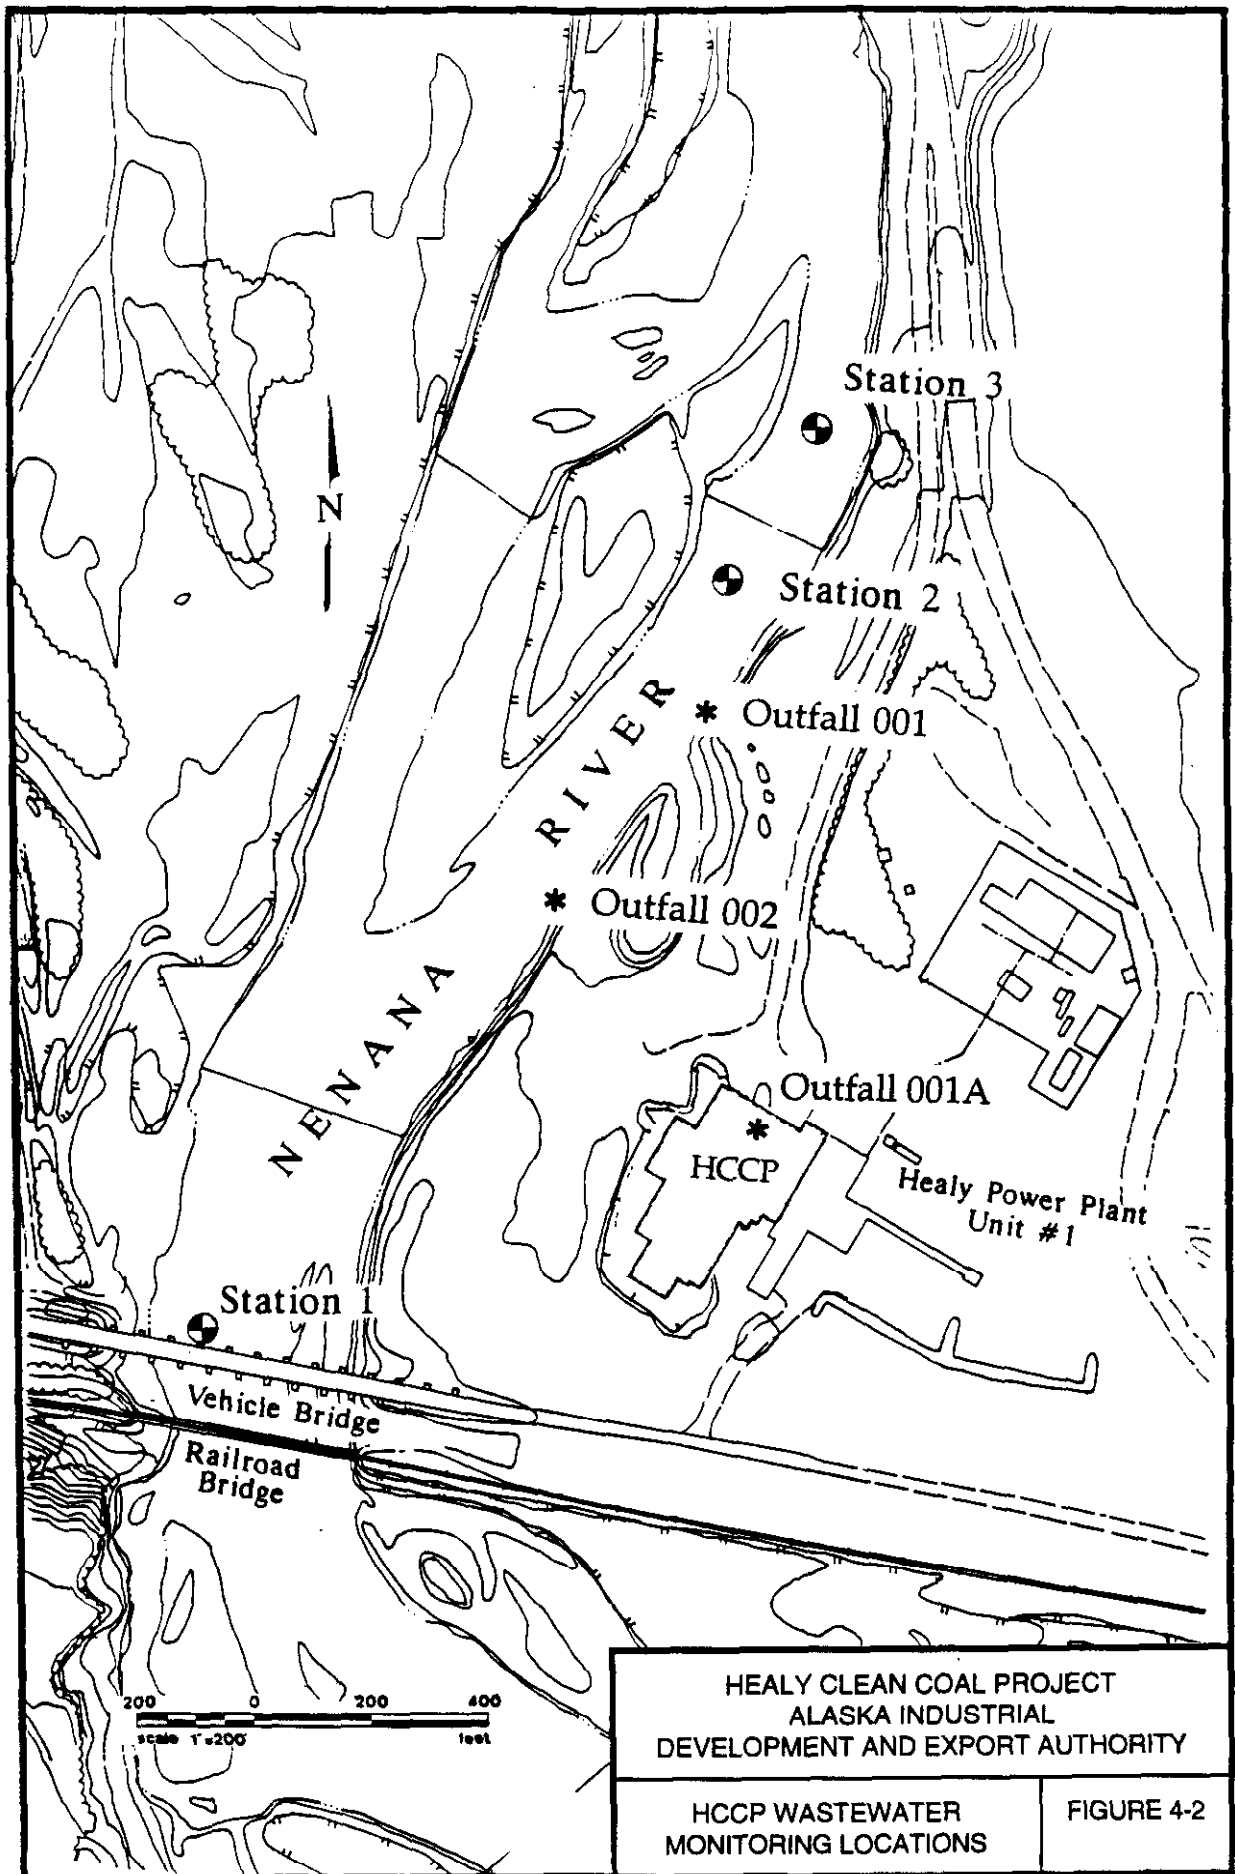 Station 3
N
Station 2
Outfall 001
NENANA RIVER
Outfall 002
Outfall 001A
HCCP
Healy Power Plant
Unit #1
Station 1
Vehicle Bridge
Railroad
Bridge
200 0 200 400
scale 1"=200' feet
HEALY CLEAN COAL PROJECT
ALASKA INDUSTRIAL
DEVELOPMENT AND EXPORT AUTHORITY
HCCP WASTEWATER
MONITORING LOCATIONS
FIGURE 4-2